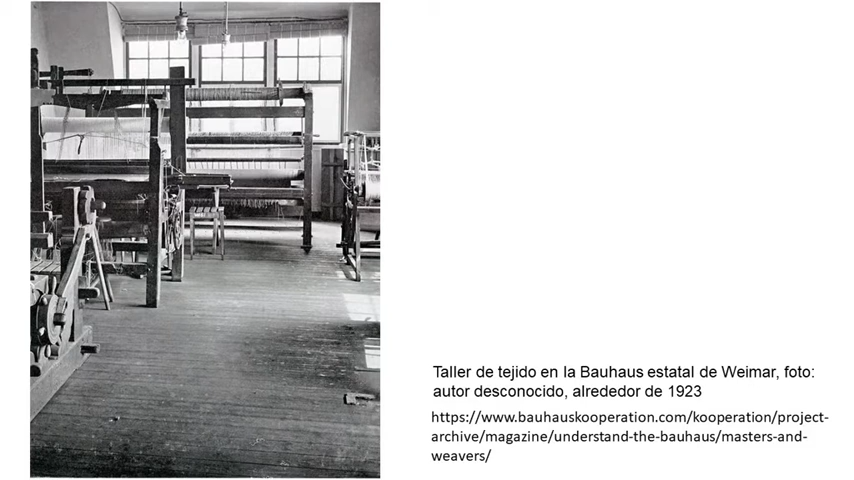 Taller de tejido en la Bauhaus estatal de Weimar, foto:
autor desconocido, alrededor de 1923
https://www.bauhauskooperation.com/kooperation/project-
archive/magazine/understand-the-bauhaus/masters-and-
weavers/